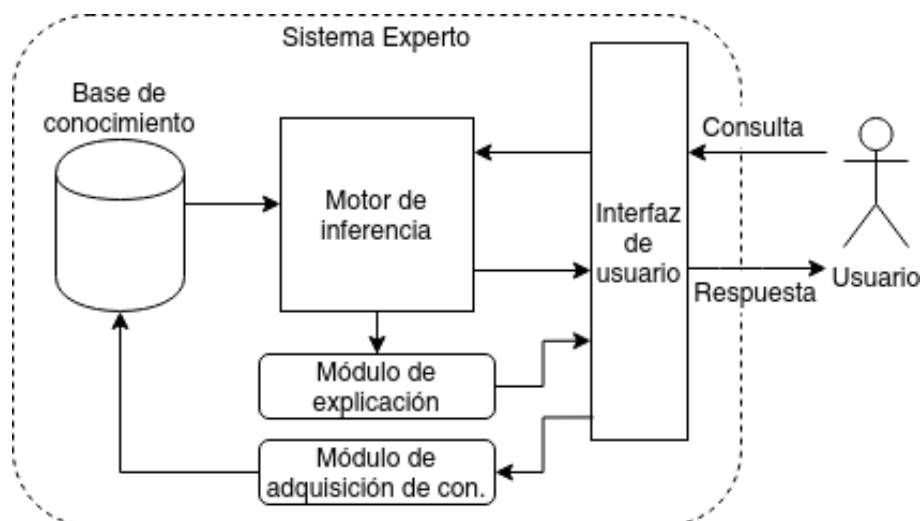 Sistema Experto
Base de
conocimiento
Motor de
inferencia
Interfaz
de
usuario
Consulta
Respuesta
Usuario
Módulo de
explicación
Módulo de
adquisición de con.